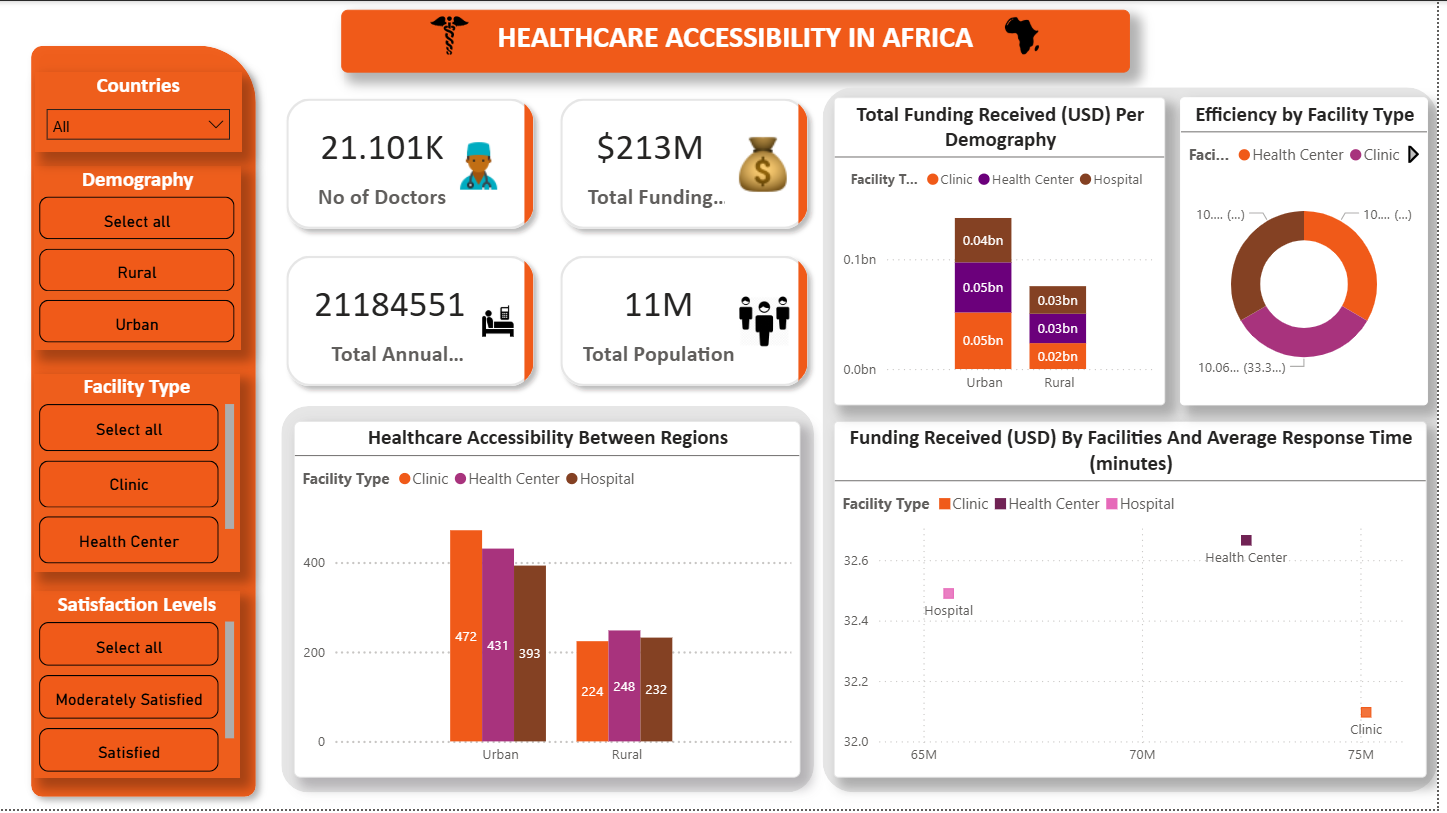 HEALTHCARE ACCESSIBILITY IN AFRICA
Countries
All
Demography
Select all
Rural
Urban
Facility Type
Select all
Clinic
Health Center
Satisfaction Levels
Select all
Moderately Satisfied
Satisfied
21.101K
No of Doctors
$213M
Total Funding...
21184551
Total Annual...
11M
Total Population
Total Funding Received (USD) Per
Demography
Facility T... Clinic Health Center Hospital
0.1bn
0.0bn
0.04bn
0.05bn
0.05bn
0.03bn
0.03bn
0.02bn
Urban Rural
Efficiency by Facility Type
Faci... Health Center Clinic
10.... (...) 10.... (...)
10.06... (33.3...)
Healthcare Accessibility Between Regions
Facility Type Clinic Health Center Hospital
400
200
0
472
431
393
224
248
232
Urban Rural
Funding Received (USD) By Facilities And Average Response Time
(minutes)
Facility Type Clinic Health Center Hospital
32.6
32.4
32.2
32.0
Health Center
Hospital
Clinic
65M 70M 75M